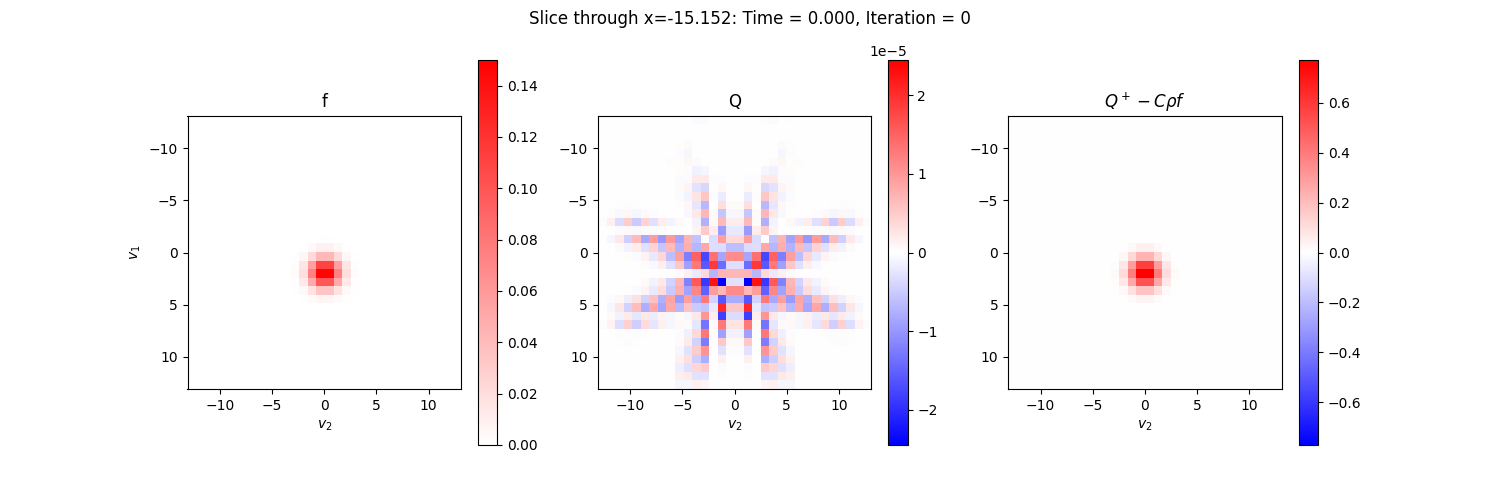 Slice through x=-15.152: Time = 0.000, Iteration = 0
f
−10
−5
0
5
10
v₁
−10 −5 0 5 10
v₂
0.14
0.12
0.10
0.08
0.06
0.04
0.02
0.00
Q
−10
−5
0
5
10
−10 −5 0 5 10
v₂
1e−5
2
1
0
−1
−2
Q⁺ − Cρf
−10
−5
0
5
10
−10 −5 0 5 10
v₂
0.6
0.4
0.2
0.0
−0.2
−0.4
−0.6